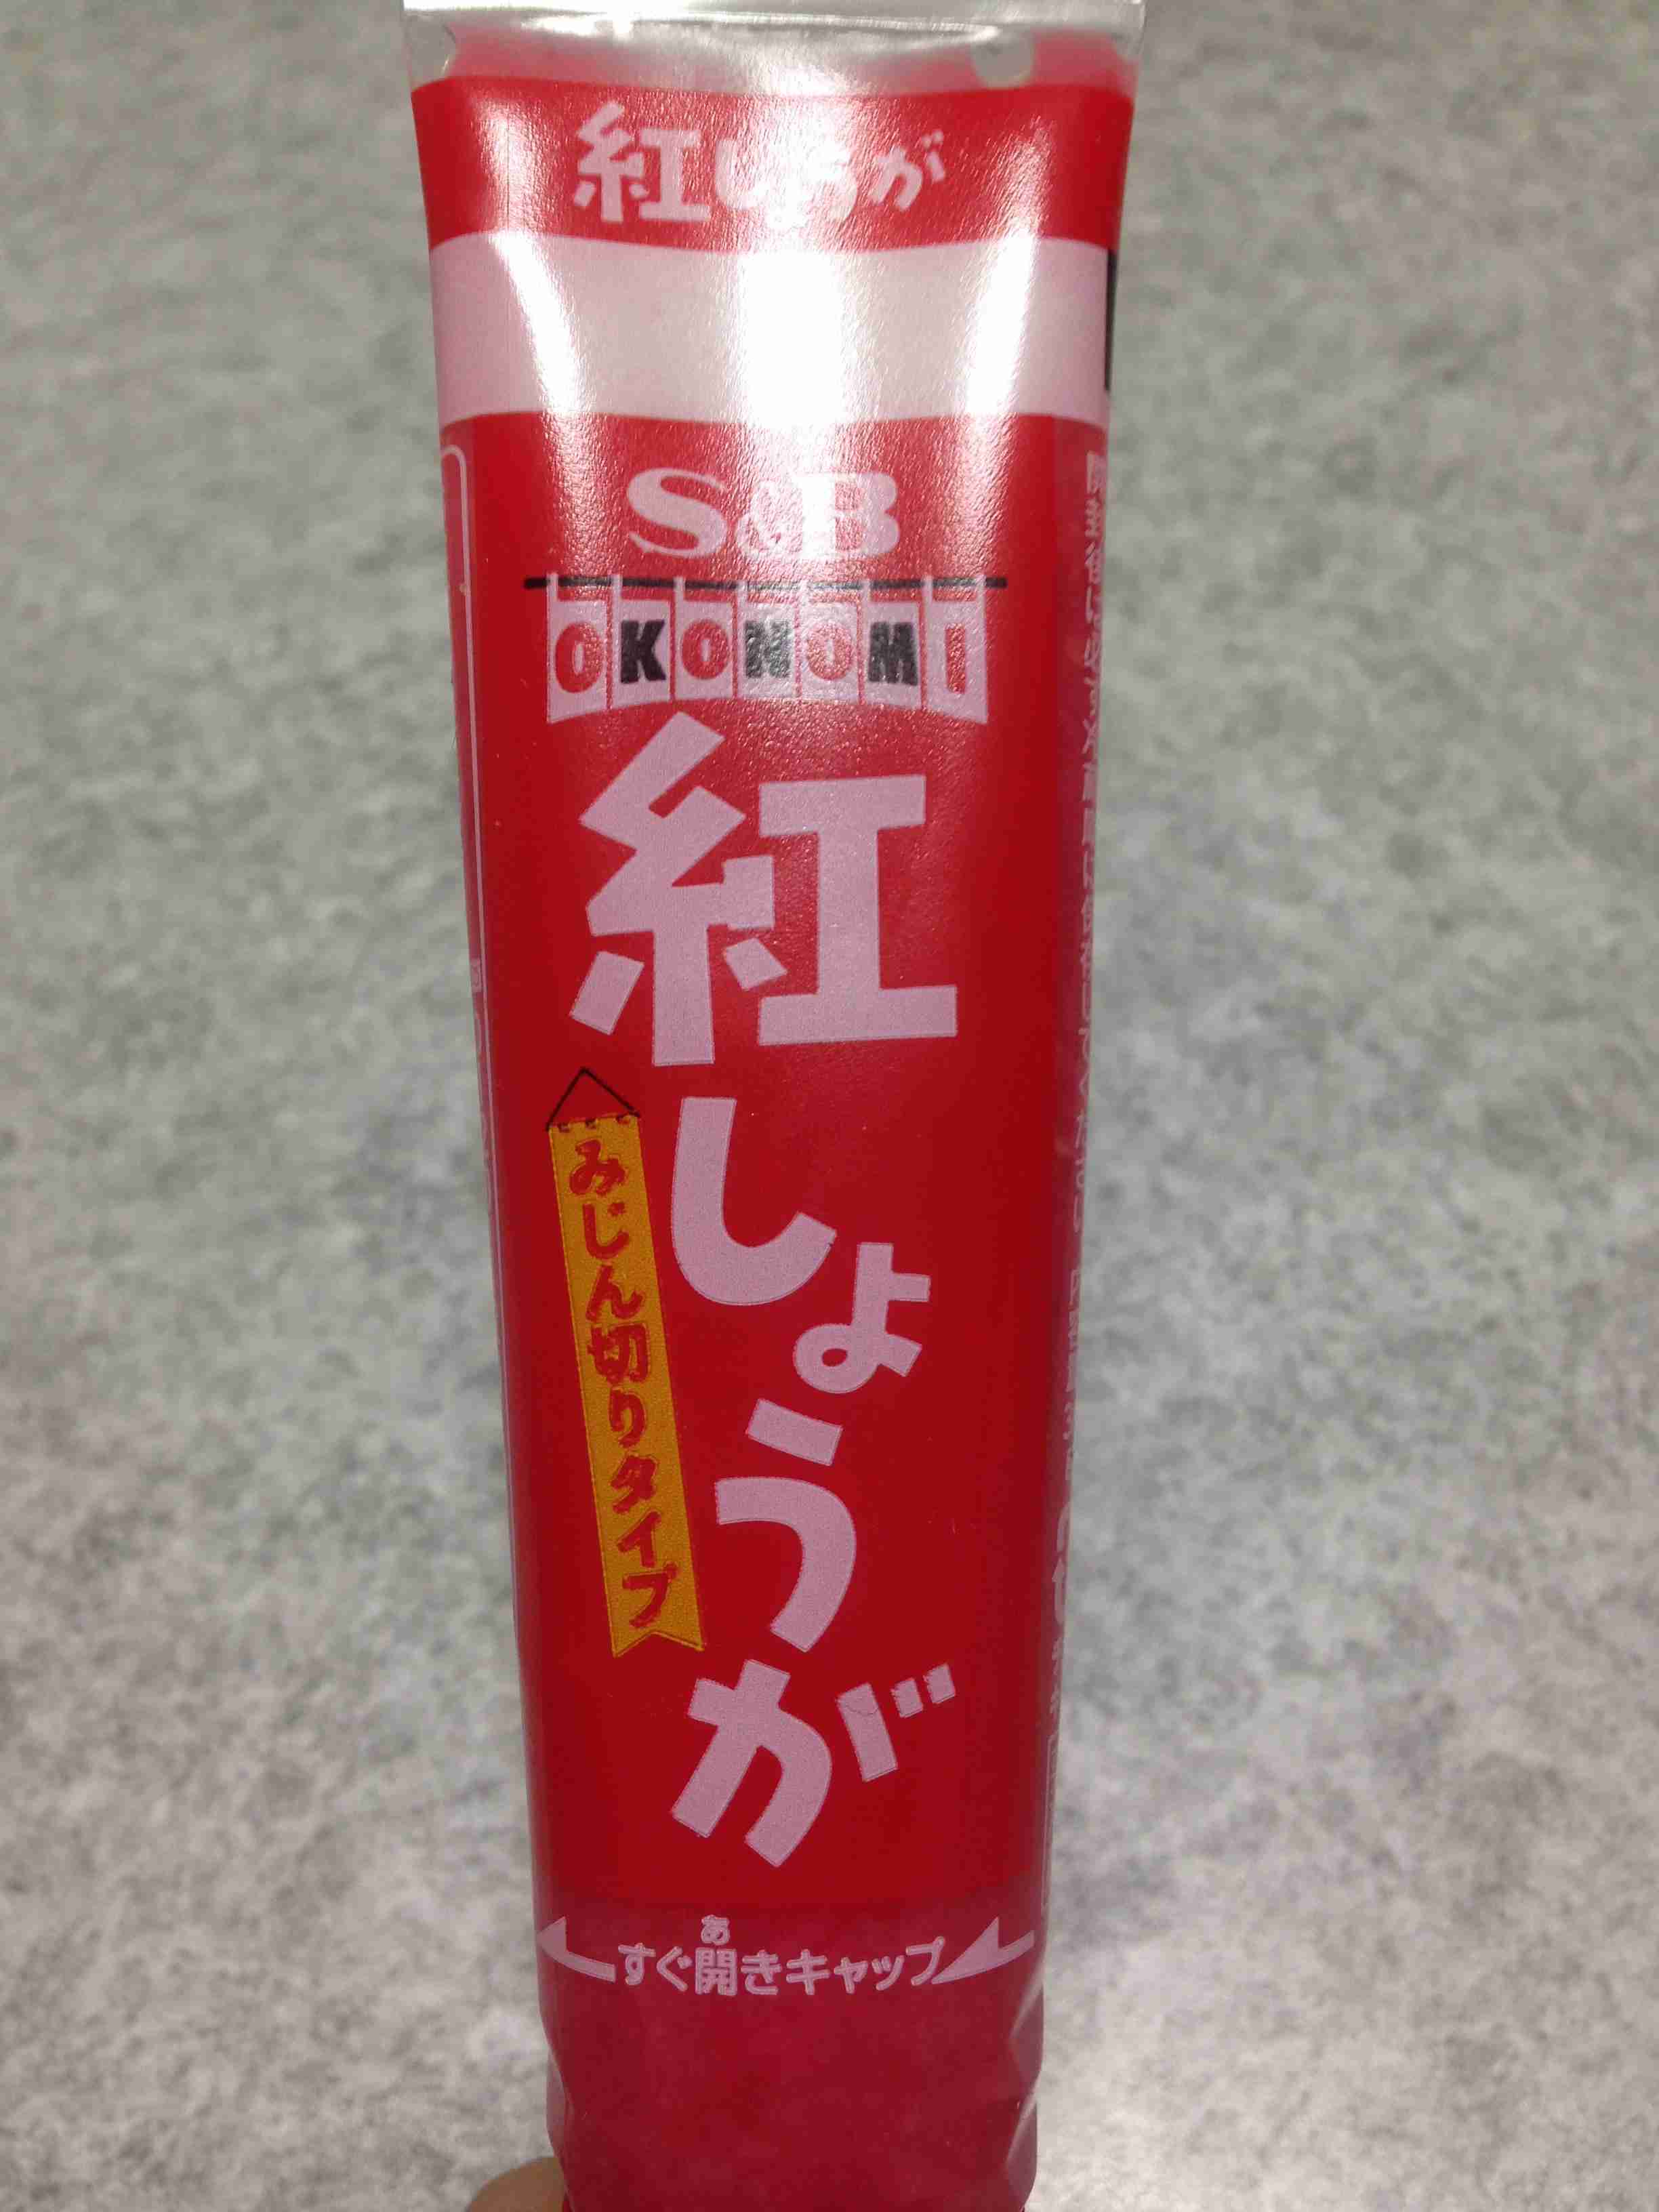 紅しょうが
S&B
OKONOMI
紅しょうが
みじん切りタイプ
あ
すぐ開きキャップ